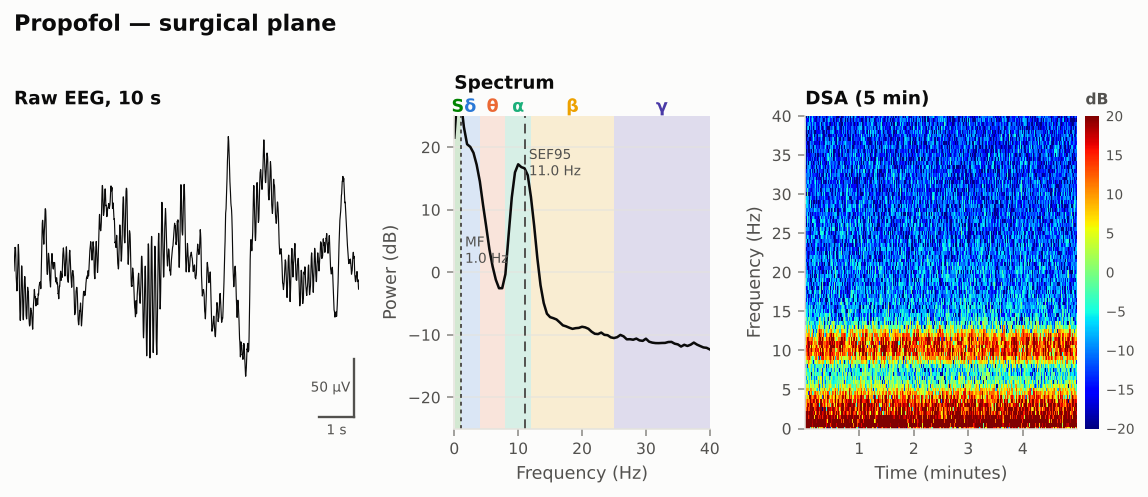 Propofol — surgical plane
Raw EEG, 10 s
50 µV
1 s
Spectrum
S δ θ α β γ
SEF95
11.0 Hz
MF
1.0 Hz
Power (dB)
20
10
0
−10
−20
0 10 20 30 40
Frequency (Hz)
DSA (5 min)
Frequency (Hz)
40
35
30
25
20
15
10
5
0
1 2 3 4
Time (minutes)
dB
20
15
10
5
0
−5
−10
−15
−20